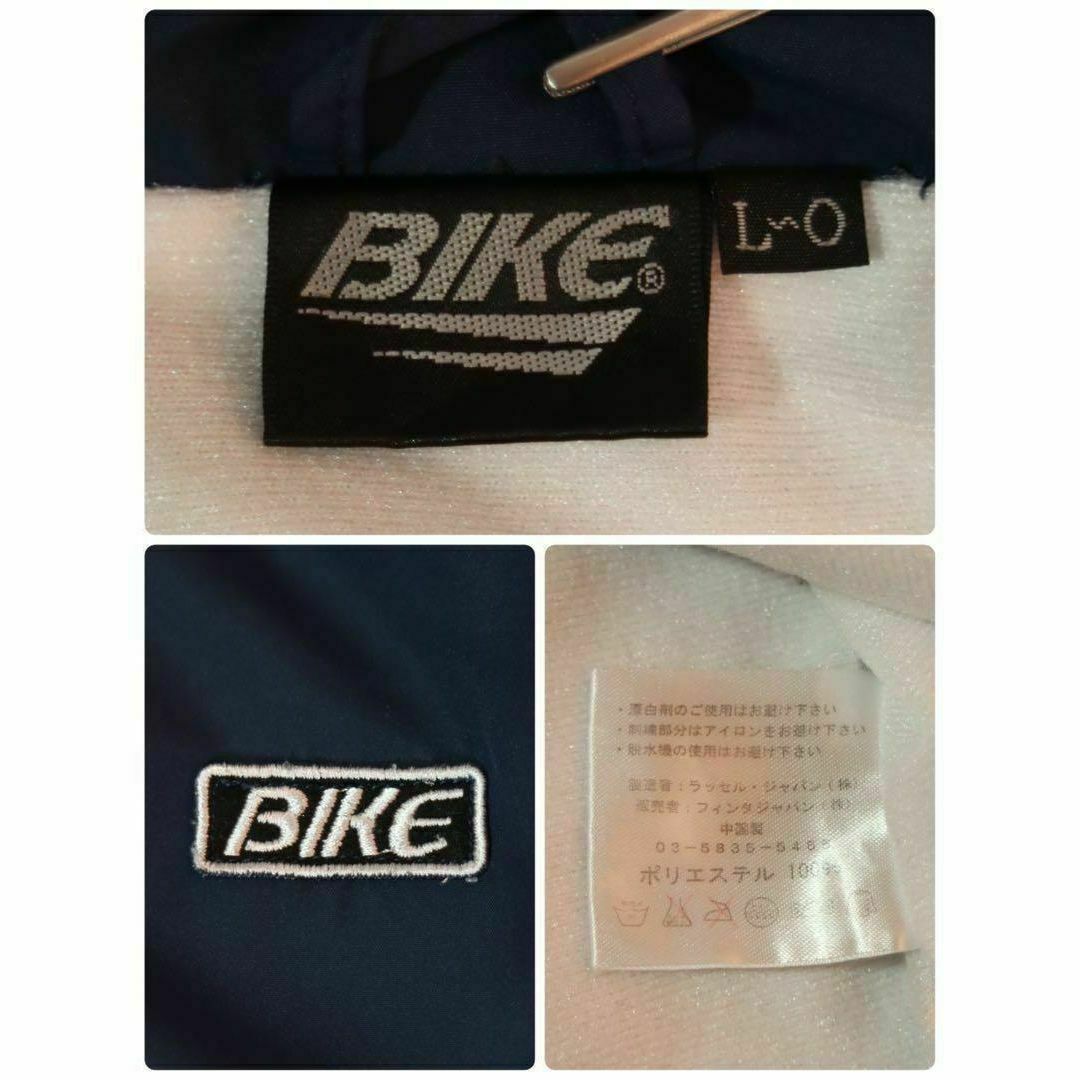 BIKE®
L~O
BIKE
・漂白剤のご使用はお避け下さい
・刺繍部分はアイロンをお避け下さい
・脱水機の使用はお避け下さい
製造者：ラッセル・ジャパン（株）
販売者：フィンタジャパン（株）
中国製
03-5835-546
ポリエステル 100%